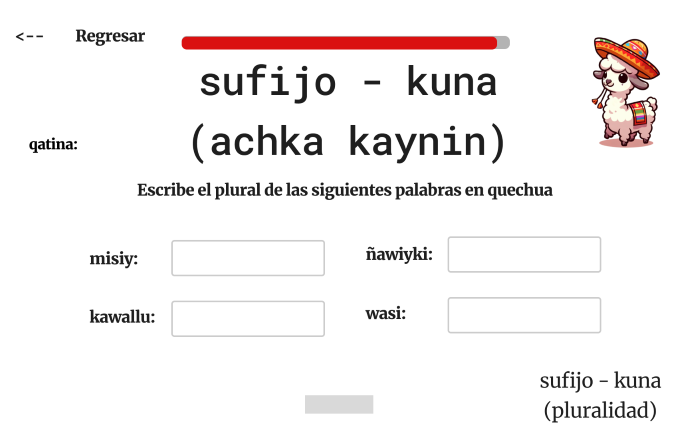 <-- Regresar
sufijo - kuna
(achka kaynin)
qatina:
Escribe el plural de las siguientes palabras en quechua
misiy:
ñawiyki:
kawallu:
wasi:
sufijo - kuna
(pluralidad)